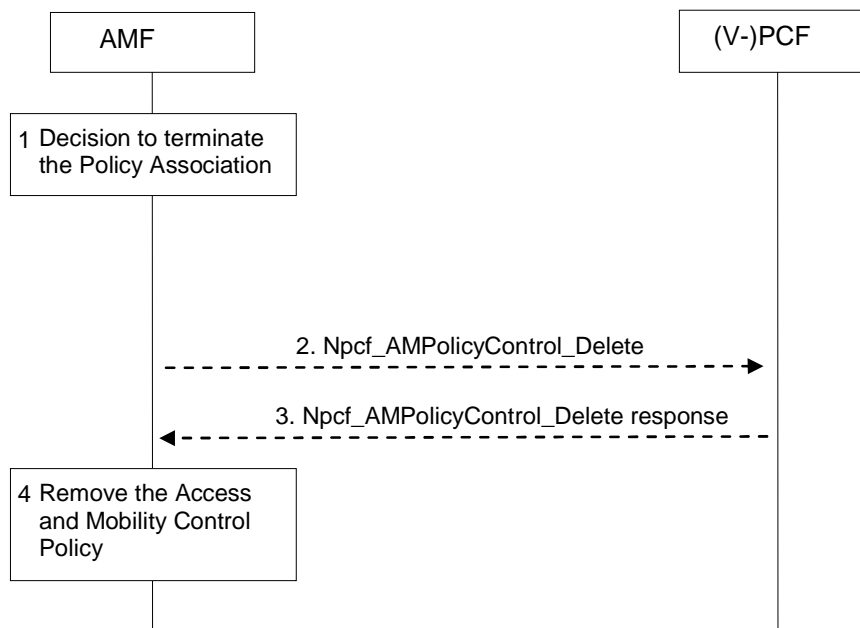 AMF
(V-)PCF
1 Decision to terminate
the Policy Association
2. Npcf_AMPolicyControl_Delete
3. Npcf_AMPolicyControl_Delete response
4 Remove the Access
and Mobility Control
Policy